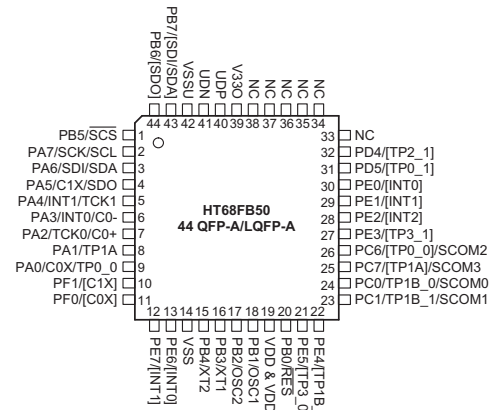 PB7/[SDI/SDA]
PB6/[SDO]
VSSU
UDN
UDP
V33O
NC
NC
NC
NC
NC
44 43 42 41 40 39 38 37 36 35 34
PB5/SCS 1
PA7/SCK/SCL 2
PA6/SDI/SDA 3
PA5/C1X/SDO 4
PA4/INT1/TCK1 5
PA3/INT0/C0- 6
PA2/TCK0/C0+ 7
PA1/TP1A 8
PA0/C0X/TP0_0 9
PF1/[C1X] 10
PF0/[C0X] 11
HT68FB50
44 QFP-A/LQFP-A
33 NC
32 PD4/[TP2_1]
31 PD5/[TP0_1]
30 PE0/[INT0]
29 PE1/[INT1]
28 PE2/[INT2]
27 PE3/[TP3_1]
26 PC6/[TP0_0]/SCOM2
25 PC7/[TP1A]/SCOM3
24 PC0/TP1B_0/SCOM0
23 PC1/TP1B_1/SCOM1
12 13 14 15 16 17 18 19 20 21 22
PE7/[INT1]
PE6/[INT0]
VSS
PB4/XT2
PB3/XT1
PB2/OSC2
PB1/OSC1
VDD & VDD
PB0/RES
PE5/[TP3_0
PE4/[TP1B_